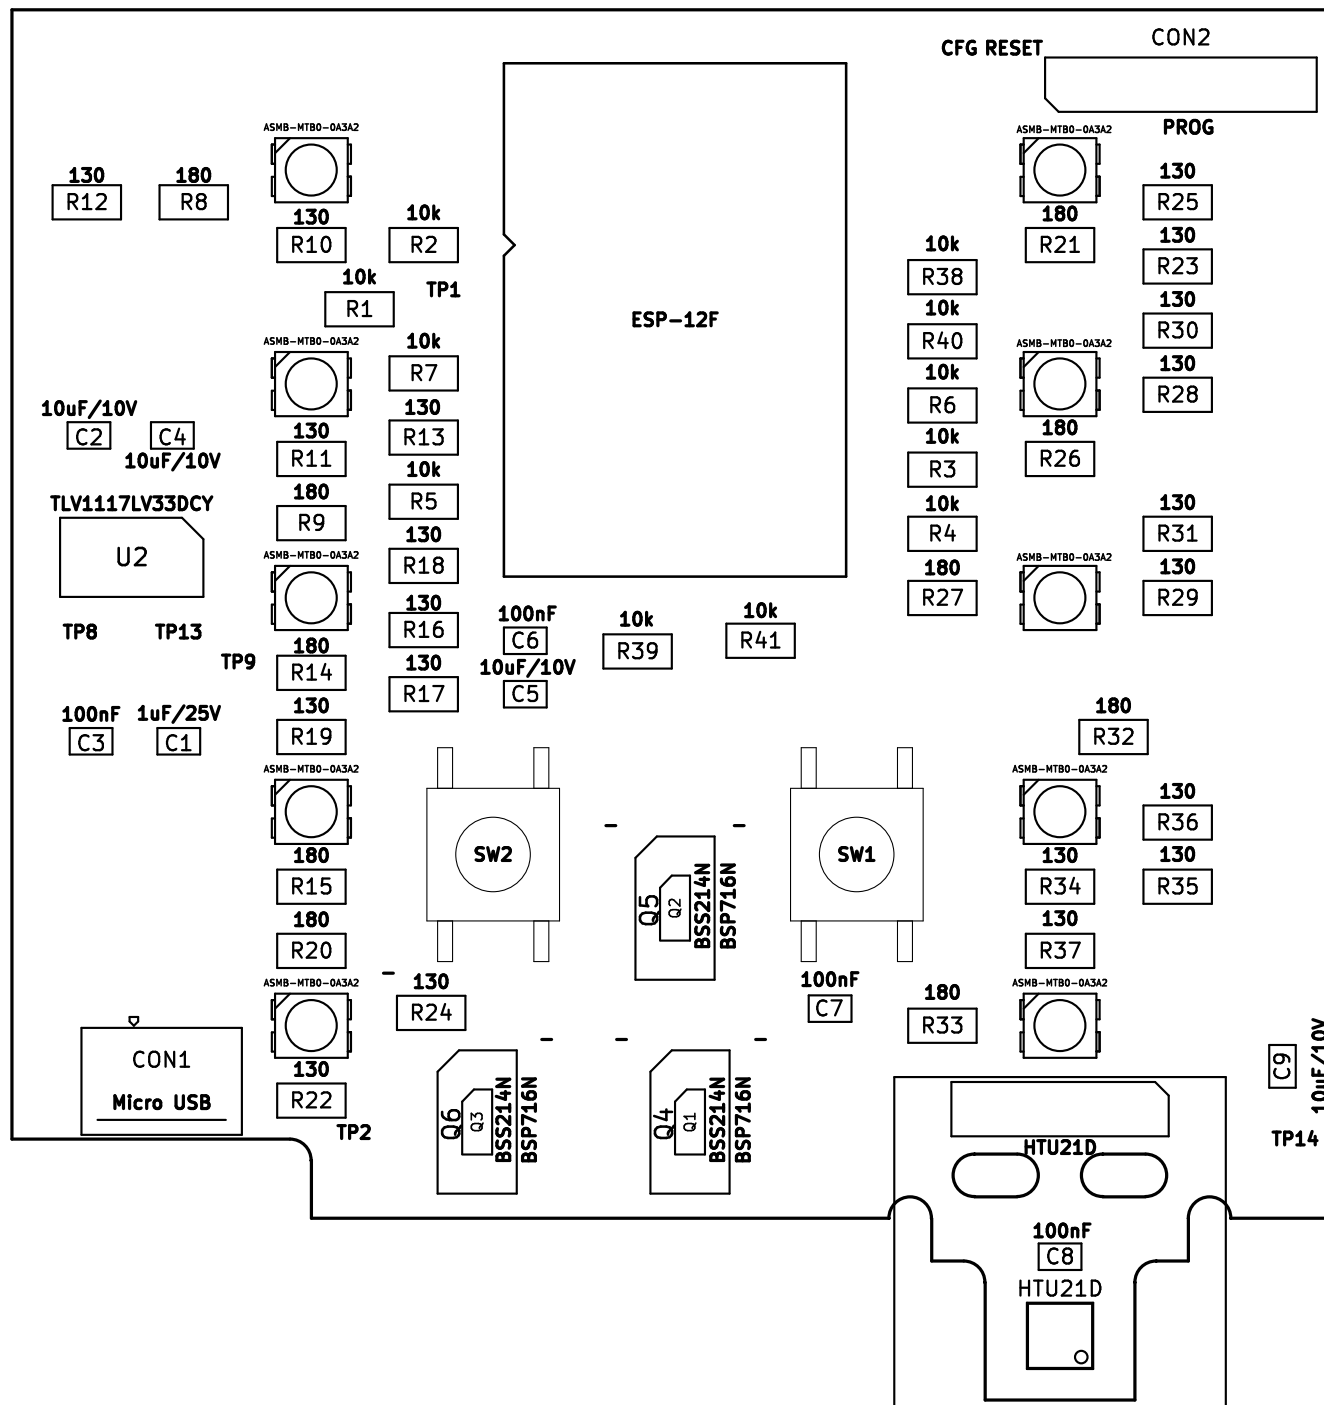 CON2
CFG RESET
PROG
ASMB-MTB0-0A3A2
ASMB-MTB0-0A3A2
130
R12
180
R8
130
R10
10k
R2
10k
R1
TP1
ESP-12F
180
R21
130
R25
130
R23
10k
R38
10k
R40
130
R30
ASMB-MTB0-0A3A2
ASMB-MTB0-0A3A2
10k
R7
10k
R6
130
R28
10uF/10V
C2
C4
10uF/10V
130
R11
130
R13
10k
R3
180
R26
TLV1117LV33DCY
U2
180
R9
10k
R5
10k
R4
130
R31
ASMB-MTB0-0A3A2
ASMB-MTB0-0A3A2
130
R18
180
R27
130
R29
TP8
TP13
TP9
180
R14
130
R16
100nF
C6
10k
R39
10k
R41
130
R17
10uF/10V
C5
100nF
C3
1uF/25V
C1
130
R19
180
R32
ASMB-MTB0-0A3A2
ASMB-MTB0-0A3A2
130
R36
SW2
SW1
180
R15
Q5
Q2
BSS214N
BSP716N
130
R34
130
R35
180
R20
130
R37
ASMB-MTB0-0A3A2
ASMB-MTB0-0A3A2
130
R24
100nF
C7
180
R33
CON1
Micro USB
130
R22
TP2
Q6
Q3
BSS214N
BSP716N
Q4
Q1
BSS214N
BSP716N
C9
10uF/10V
TP14
HTU21D
100nF
C8
HTU21D